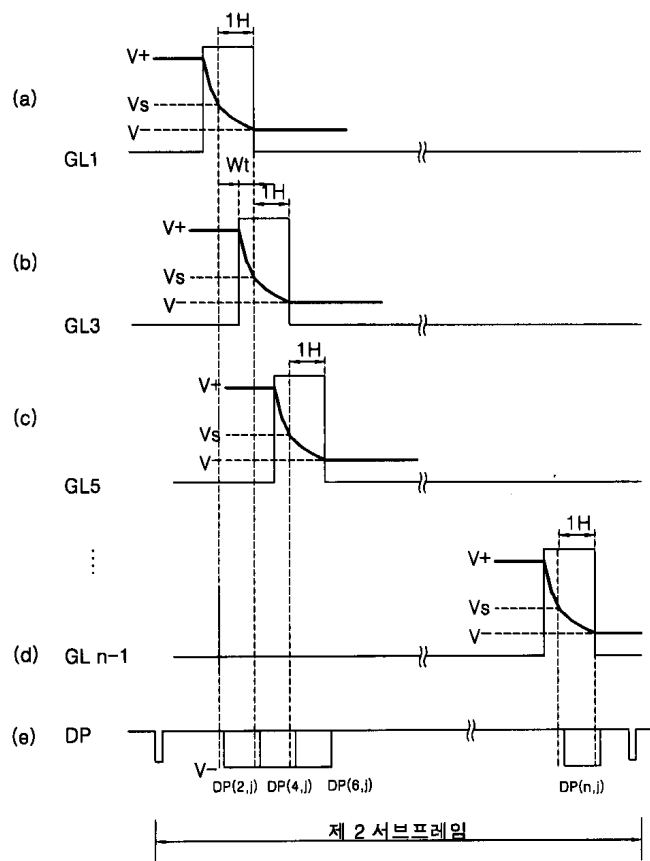 1H
V+
(a)
Vs
V
GL1
Wt
1H
V+
(b)
Vs
V
GL3
1H
V+
(c)
Vs
V
GL5
⋮
1H
V+
Vs
V
(d) GL n-1
(e) DP
V-
DP(2,j) DP(4,j) DP(6,j) DP(n,j)
제 2 서브프레임